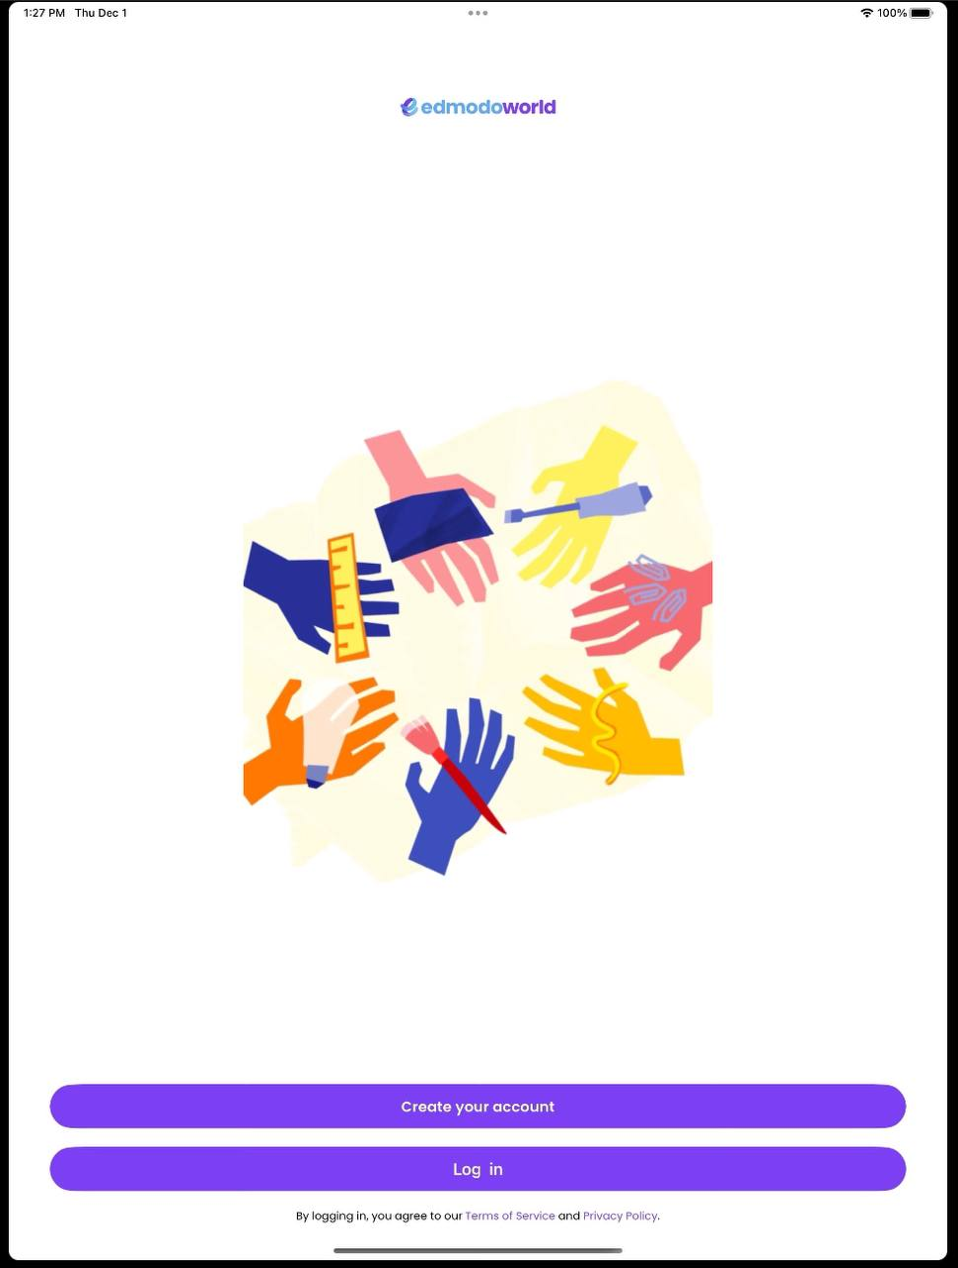 1:27 PM Thu Dec 1
100%
edmodoworld
Create your account
Log in
By logging in, you agree to our Terms of Service and Privacy Policy.